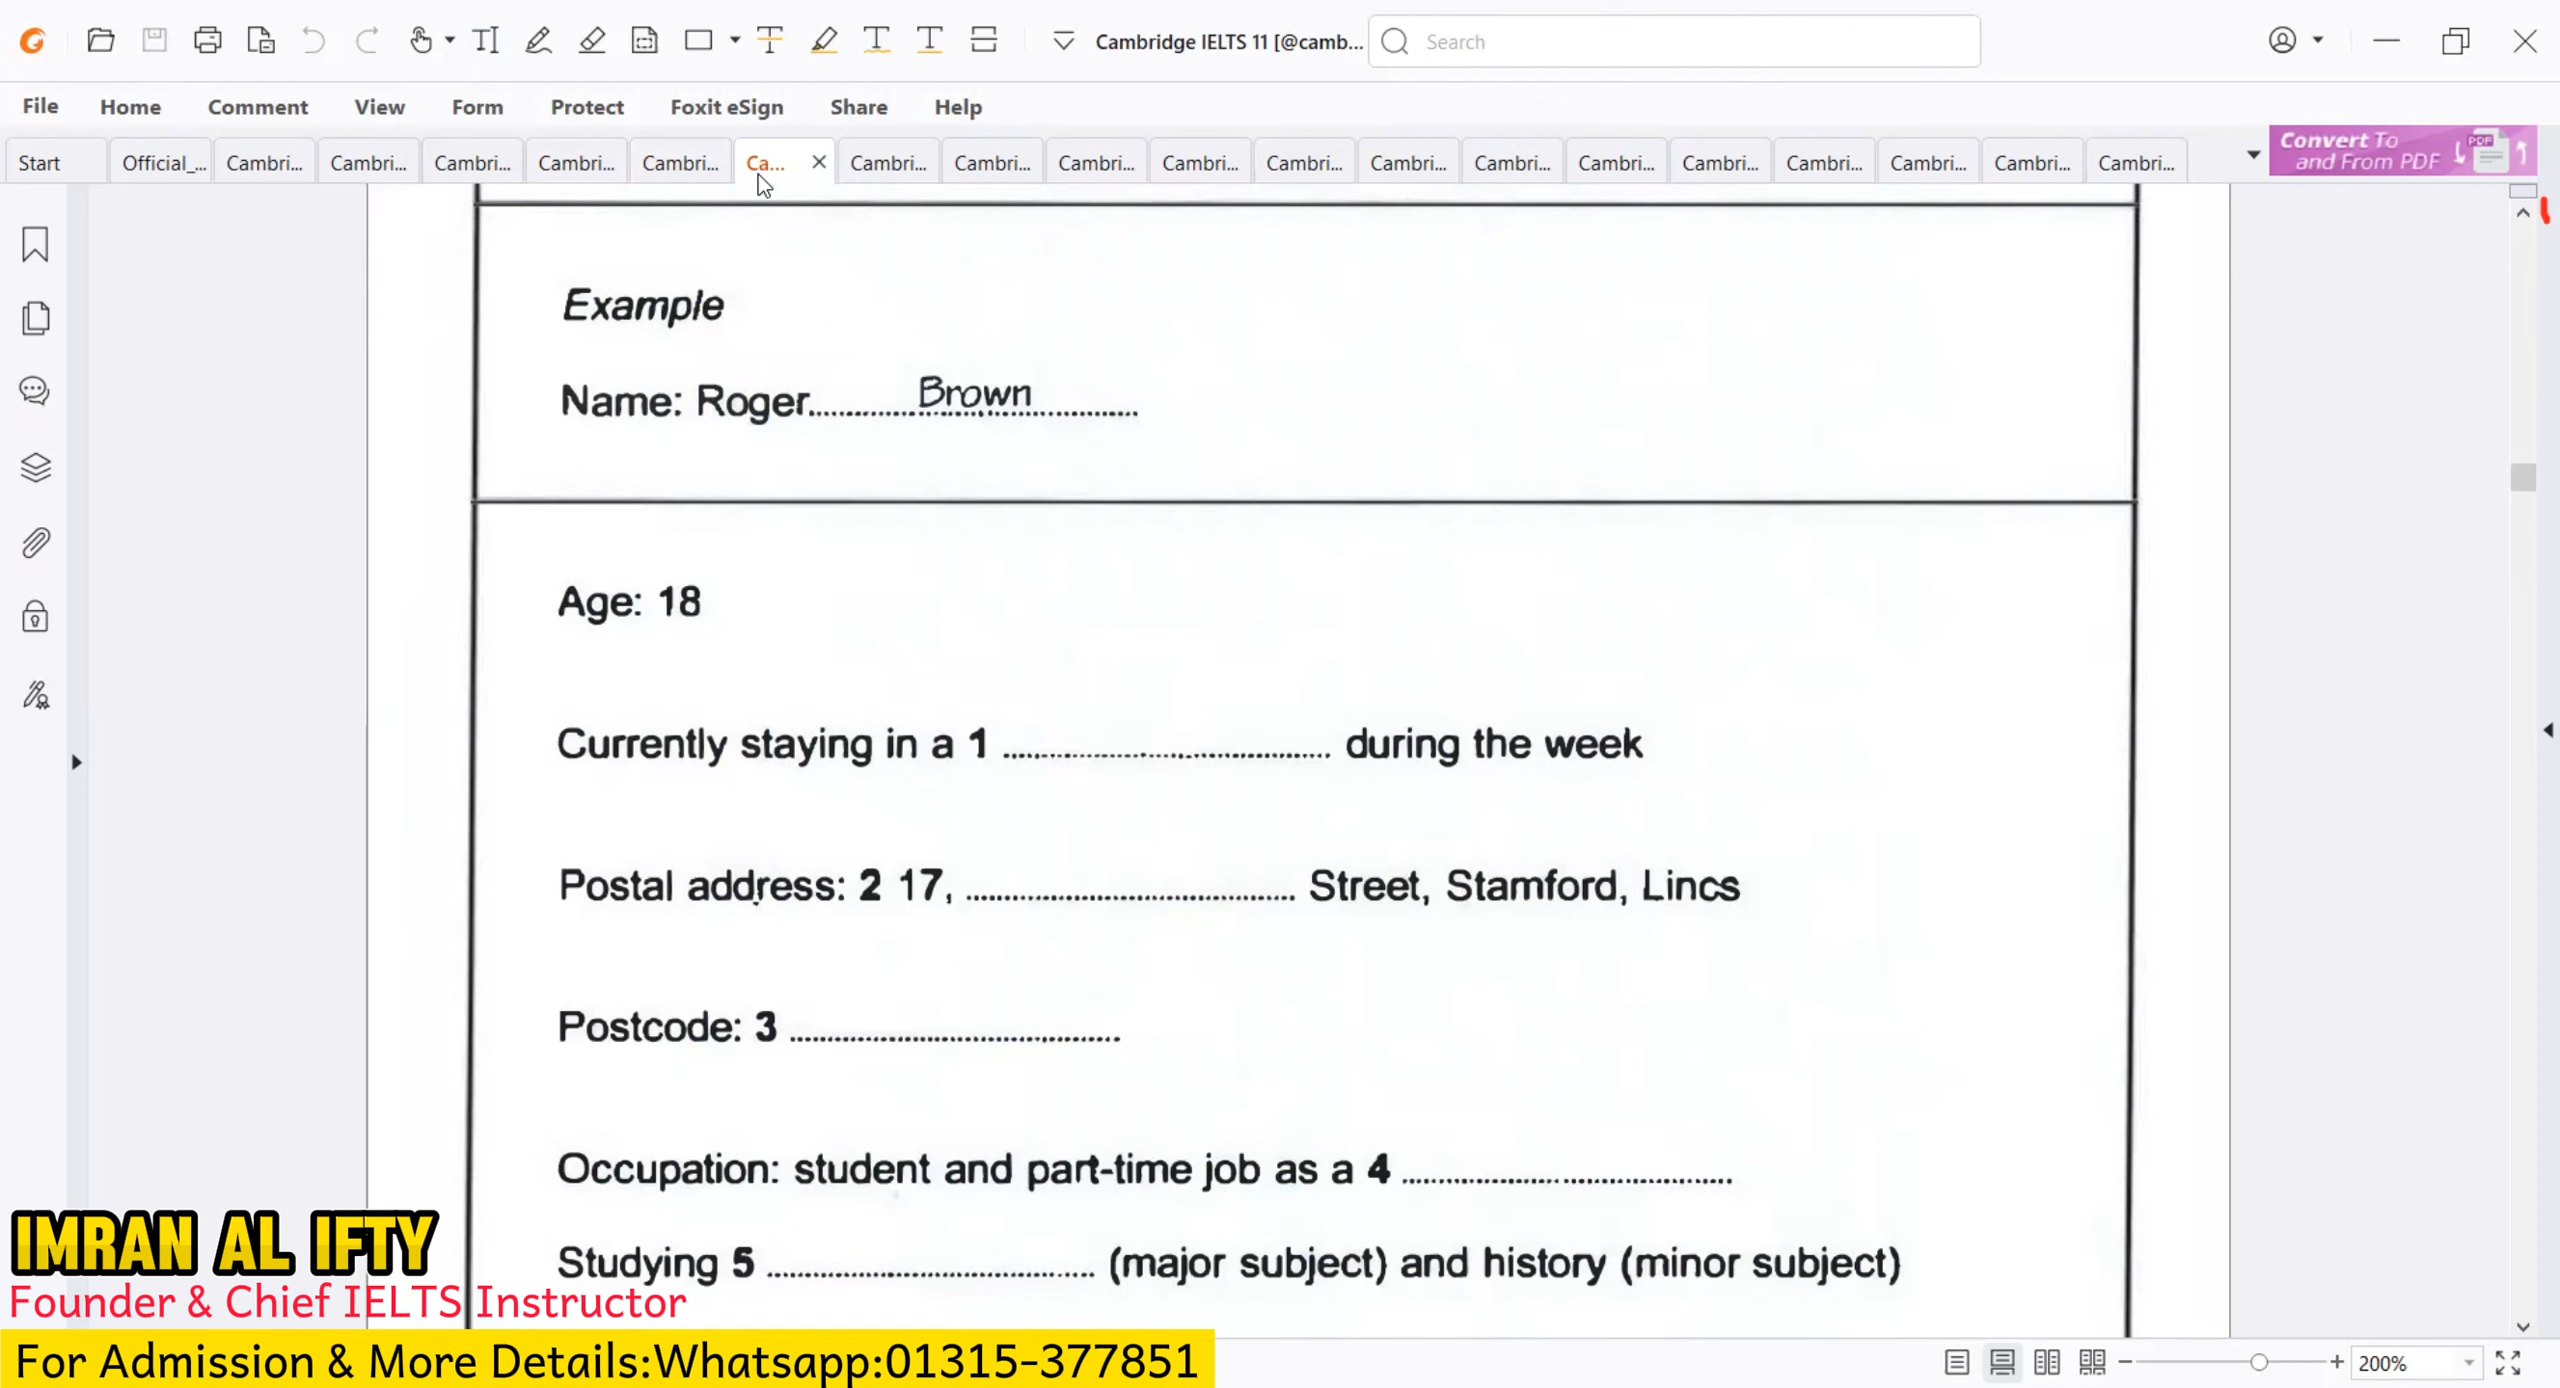 Cambridge IELTS 11 [@camb...
Search
File Home Comment View Form Protect Foxit eSign Share Help
Start Official_... Cambri... Cambri... Cambri... Cambri... Cambri... Ca... Cambri... Cambri... Cambri... Cambri... Cambri... Cambri... Cambri... Cambri... Cambri... Cambri... Cambri... Cambri... Cambri...
Convert To
and From PDF
PDF
Example
Name: Roger.......... Brown ..........
Age: 18
Currently staying in a 1 .................... during the week
Postal address: 2 17, .................... Street, Stamford, Lincs
Postcode: 3 ....................
Occupation: student and part-time job as a 4 ....................
Studying 5 .................... (major subject) and history (minor subject)
IMRAN AL IFTY
Founder & Chief IELTS Instructor
For Admission & More Details:Whatsapp:01315-377851
200%